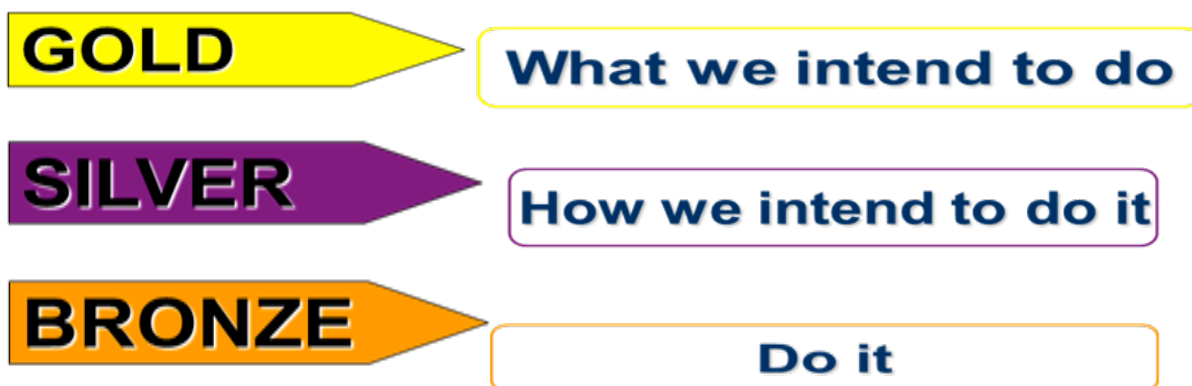 GOLD
What we intend to do
SILVER
How we intend to do it
BRONZE
Do it